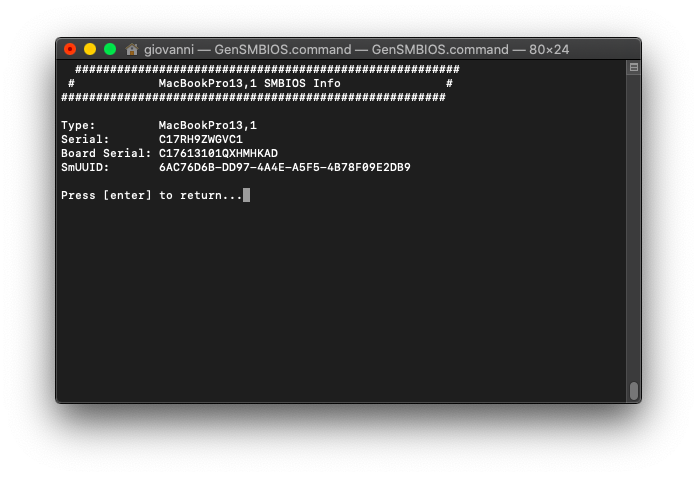 giovanni — GenSMBIOS.command — GenSMBIOS.command — 80×24
#######################################################
# MacBookPro13,1 SMBIOS Info #
#######################################################
Type: MacBookPro13,1
Serial: C17RH9ZWGVC1
Board Serial: C17613101QXHMHKAD
SmUUID: 6AC76D6B-DD97-4A4E-A5F5-4B78F09E2DB9
Press [enter] to return...